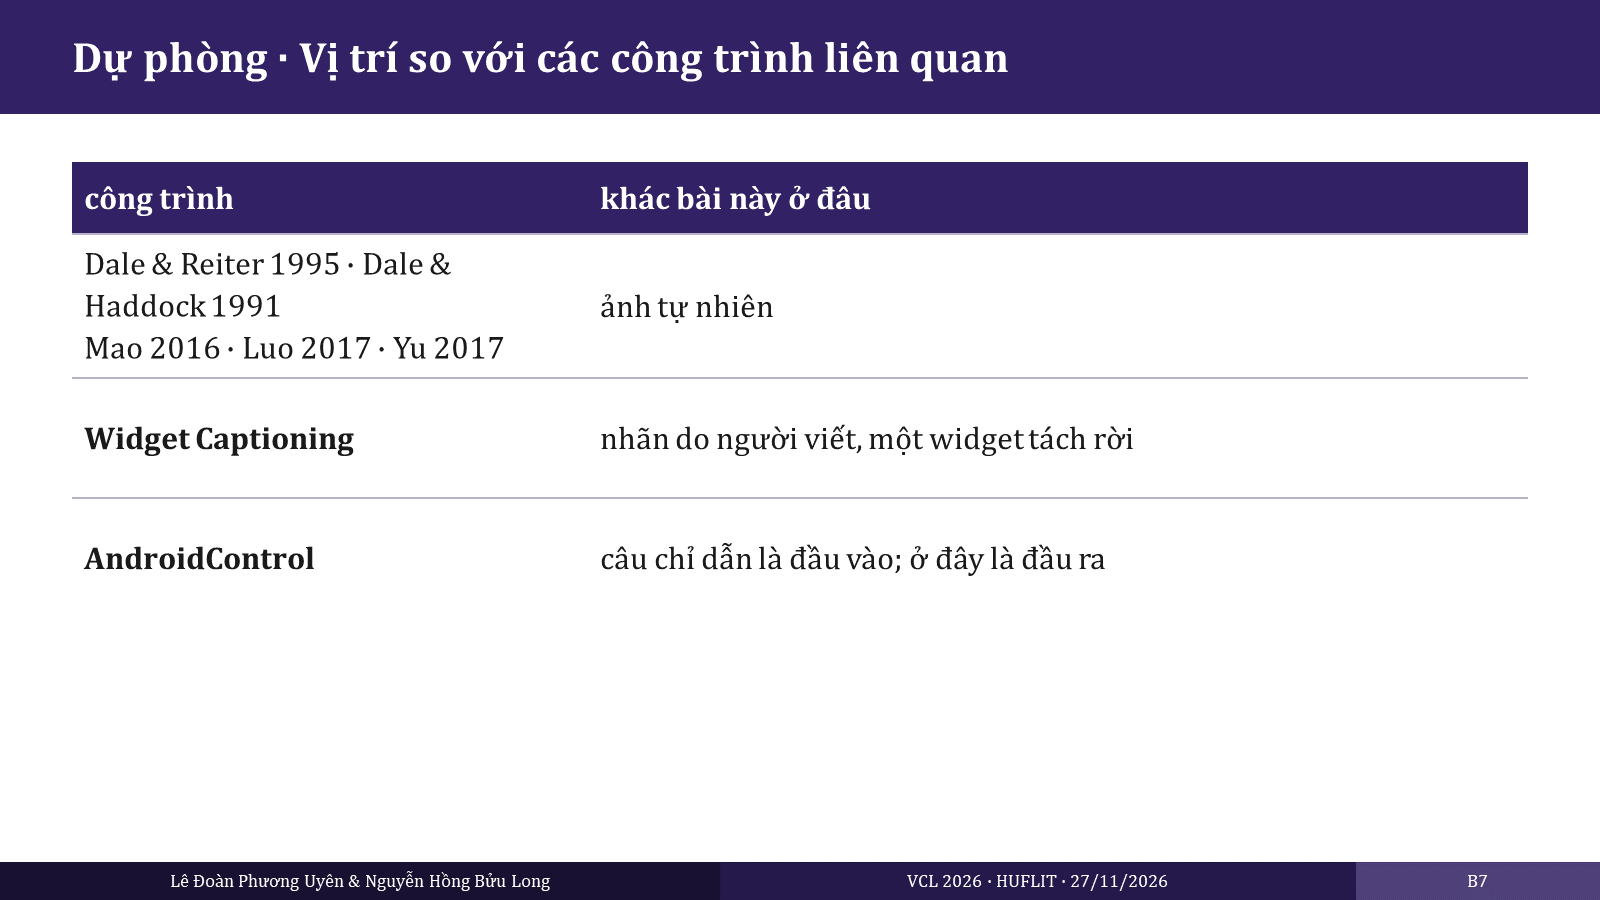 Dự phòng · Vị trí so với các công trình liên quan
công trình
khác bài này ở đâu
Dale & Reiter 1995 · Dale &
Haddock 1991
Mao 2016 · Luo 2017 · Yu 2017
ảnh tự nhiên
Widget Captioning
nhãn do người viết, một widget tách rời
AndroidControl
câu chỉ dẫn là đầu vào; ở đây là đầu ra
Lê Đoàn Phương Uyên & Nguyễn Hồng Bửu Long
VCL 2026 · HUFLIT · 27/11/2026
B7